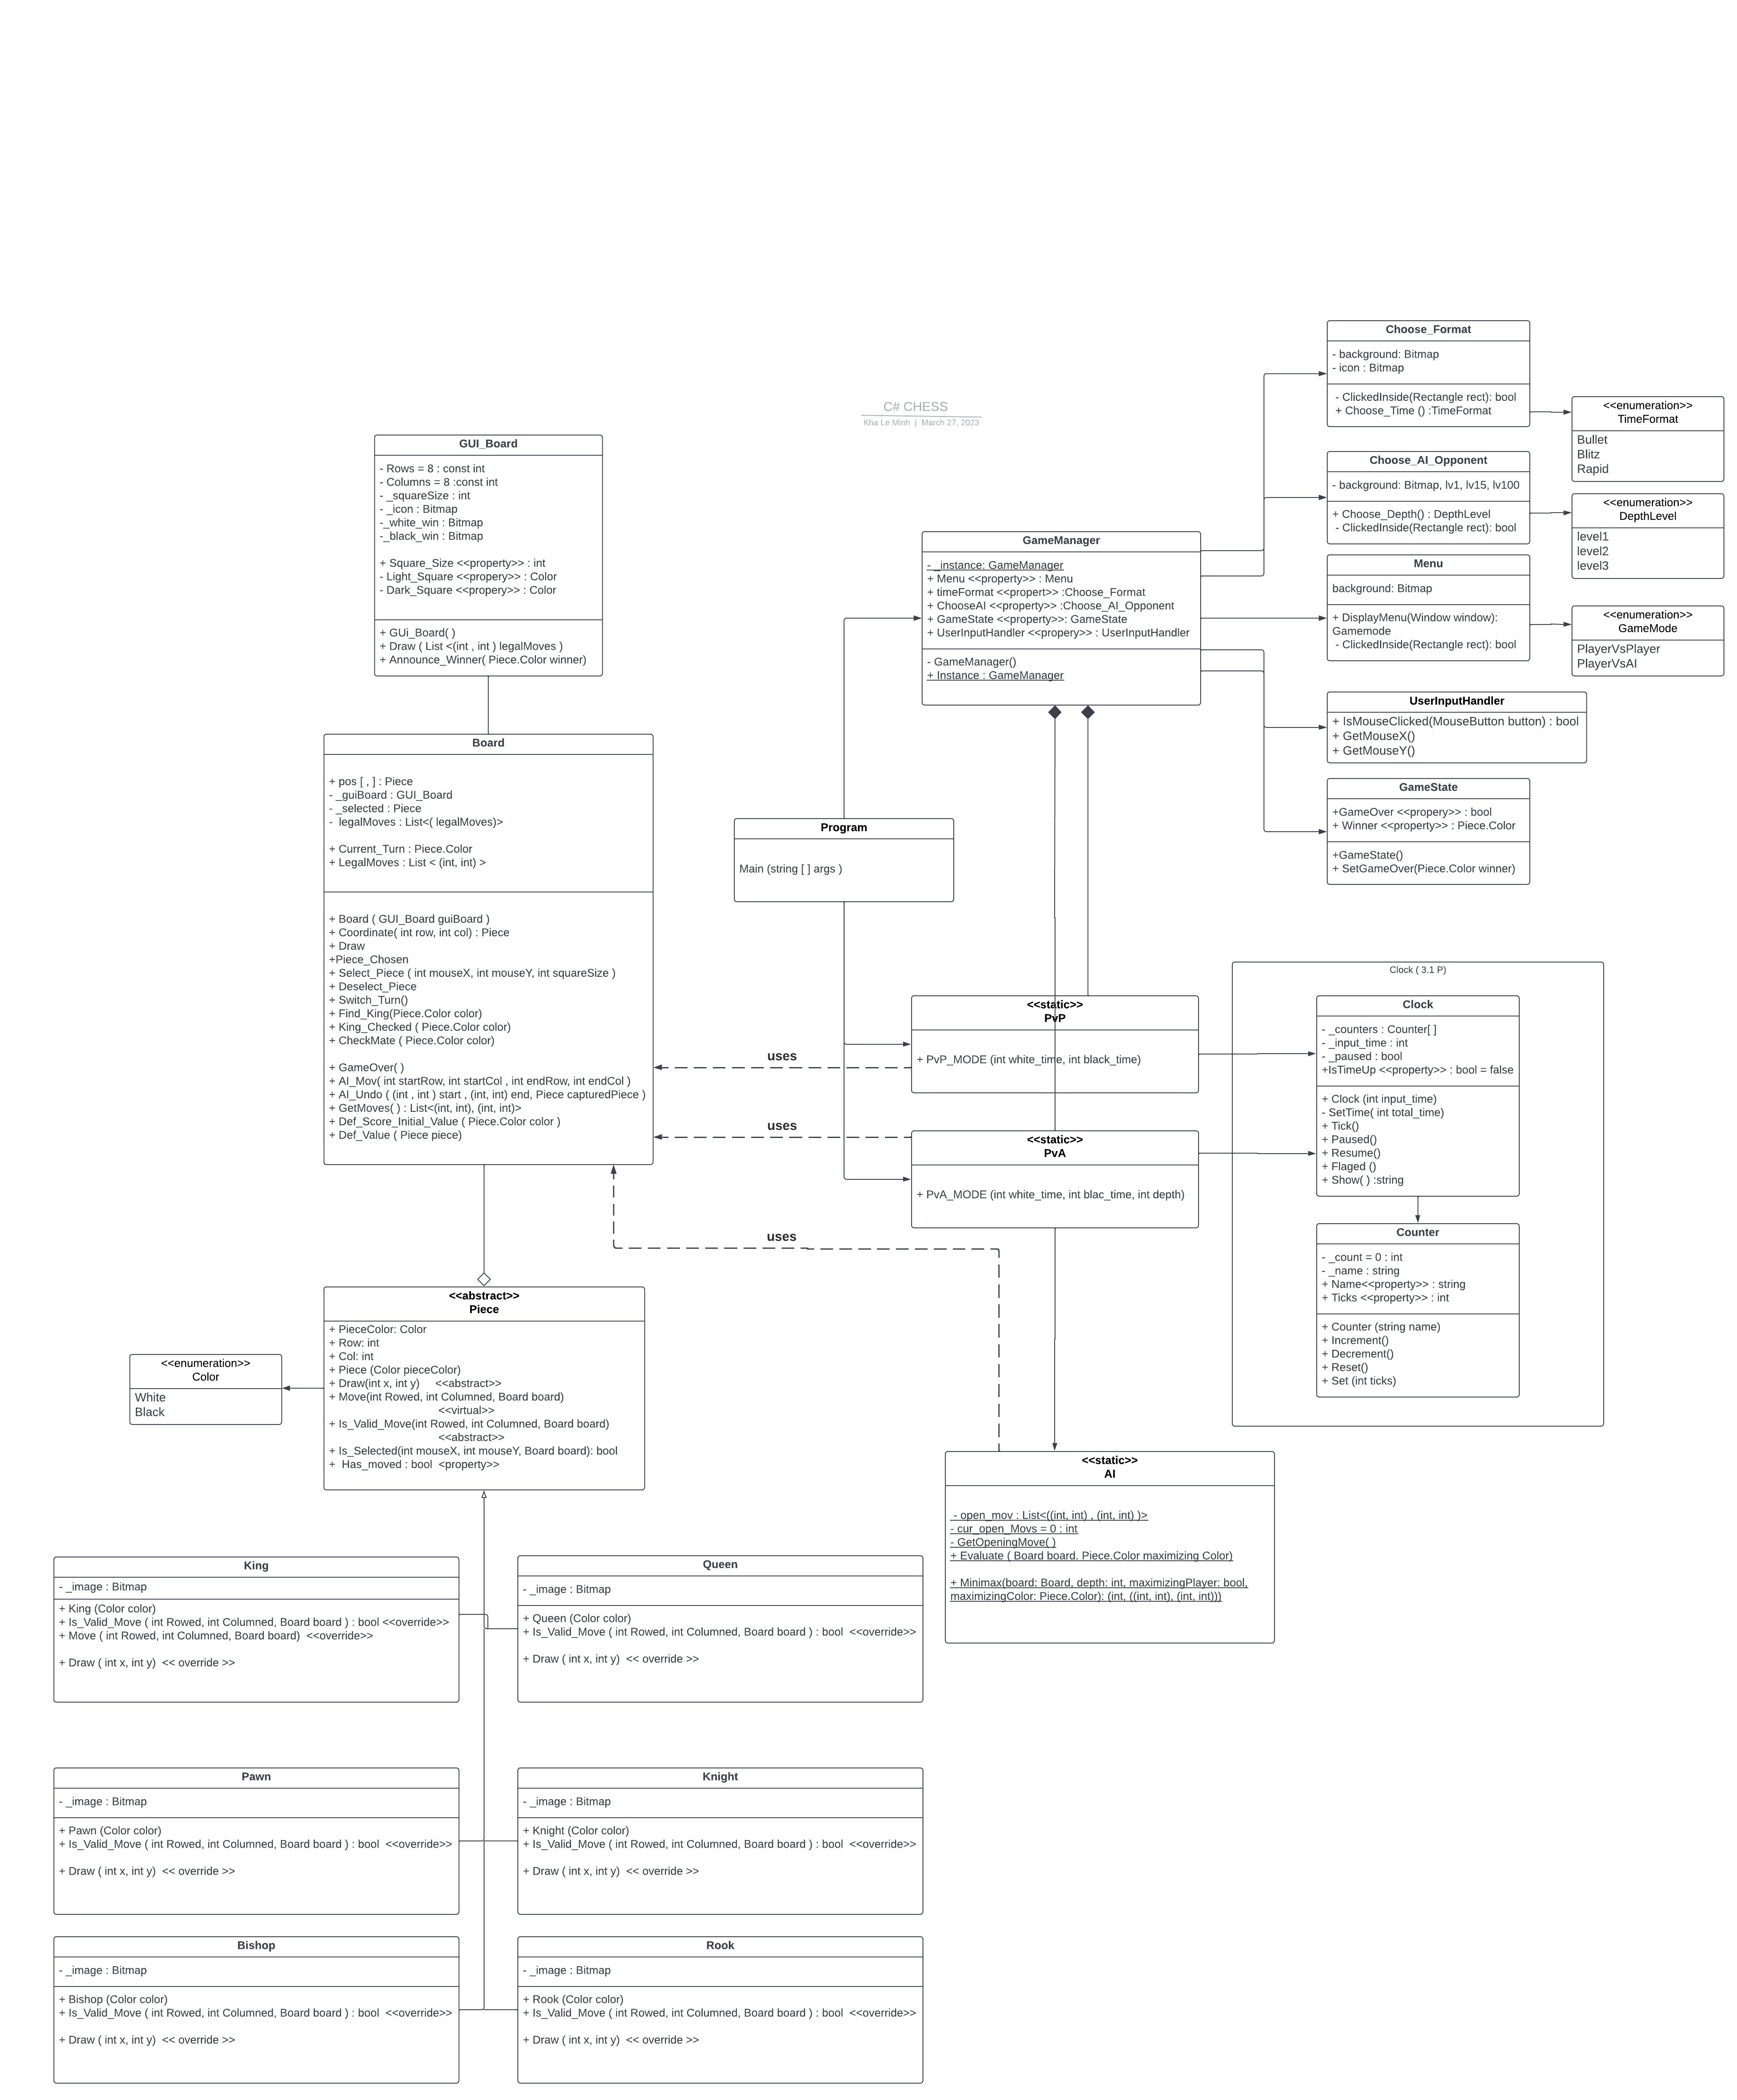 C# CHESS
Kha Le Minh | March 27, 2023
GUI_Board
- Rows = 8 : const int
- Columns = 8 :const int
- _squareSize : int
- _icon : Bitmap
-_white_win : Bitmap
-_black_win : Bitmap
+ Square_Size <<property>> : int
- Light_Square <<propery>> : Color
- Dark_Square <<propery>> : Color
+ GUi_Board( )
+ Draw ( List <(int , int ) legalMoves )
+ Announce_Winner( Piece.Color winner)
Board
+ pos [ , ] : Piece
- _guiBoard : GUI_Board
- _selected : Piece
-  legalMoves : List<( legalMoves)>
+ Current_Turn : Piece.Color
+ LegalMoves : List < (int, int) >
+ Board ( GUI_Board guiBoard )
+ Coordinate( int row, int col) : Piece
+ Draw
+Piece_Chosen
+ Select_Piece ( int mouseX, int mouseY, int squareSize )
+ Deselect_Piece
+ Switch_Turn()
+ Find_King(Piece.Color color)
+ King_Checked ( Piece.Color color)
+ CheckMate ( Piece.Color color)
+ GameOver( )
+ AI_Mov( int startRow, int startCol , int endRow, int endCol )
+ AI_Undo ( (int , int ) start , (int, int) end, Piece capturedPiece )
+ GetMoves( ) : List<(int, int), (int, int)>
+ Def_Score_Initial_Value ( Piece.Color color )
+ Def_Value ( Piece piece)
<<abstract>>
Piece
+ PieceColor: Color
+ Row: int
+ Col: int
+ Piece (Color pieceColor)
+ Draw(int x, int y)     <<abstract>>
+ Move(int Rowed, int Columned, Board board)
<<virtual>>
+ Is_Valid_Move(int Rowed, int Columned, Board board)
<<abstract>>
+ Is_Selected(int mouseX, int mouseY, Board board): bool
+  Has_moved : bool  <property>>
<<enumeration>>
Color
White
Black
King
- _image : Bitmap
+ King (Color color)
+ Is_Valid_Move ( int Rowed, int Columned, Board board ) : bool <<override>>
+ Move ( int Rowed, int Columned, Board board)  <<override>>
+ Draw ( int x, int y)  << override >>
Queen
- _image : Bitmap
+ Queen (Color color)
+ Is_Valid_Move ( int Rowed, int Columned, Board board ) : bool  <<override>>
+ Draw ( int x, int y)  << override >>
Pawn
- _image : Bitmap
+ Pawn (Color color)
+ Is_Valid_Move ( int Rowed, int Columned, Board board ) : bool  <<override>>
+ Draw ( int x, int y)  << override >>
Knight
- _image : Bitmap
+ Knight (Color color)
+ Is_Valid_Move ( int Rowed, int Columned, Board board ) : bool  <<override>>
+ Draw ( int x, int y)  << override >>
Bishop
- _image : Bitmap
+ Bishop (Color color)
+ Is_Valid_Move ( int Rowed, int Columned, Board board ) : bool  <<override>>
+ Draw ( int x, int y)  << override >>
Rook
- _image : Bitmap
+ Rook (Color color)
+ Is_Valid_Move ( int Rowed, int Columned, Board board ) : bool  <<override>>
+ Draw ( int x, int y)  << override >>
Program
Main (string [ ] args )
GameManager
- _instance: GameManager
+ Menu <<property>> : Menu
+ timeFormat <<propert>> :Choose_Format
+ ChooseAI <<property>> :Choose_AI_Opponent
+ GameState <<property>>: GameState
+ UserInputHandler <<propery>> : UserInputHandler
- GameManager()
+ Instance : GameManager
uses
uses
uses
<<static>>
PvP
+ PvP_MODE (int white_time, int black_time)
<<static>>
PvA
+ PvA_MODE (int white_time, int blac_time, int depth)
<<static>>
AI
- open_mov : List<((int, int) , (int, int) )>
- cur_open_Movs = 0 : int
- GetOpeningMove( )
+ Evaluate ( Board board, Piece.Color maximizing Color)
+ Minimax(board: Board, depth: int, maximizingPlayer: bool,
maximizingColor: Piece.Color): (int, ((int, int), (int, int)))
Choose_Format
- background: Bitmap
- icon : Bitmap
- ClickedInside(Rectangle rect): bool
+ Choose_Time () :TimeFormat
<<enumeration>>
TimeFormat
Bullet
Blitz
Rapid
Choose_AI_Opponent
- background: Bitmap, lv1, lv15, lv100
+ Choose_Depth() : DepthLevel
- ClickedInside(Rectangle rect): bool
<<enumeration>>
DepthLevel
level1
level2
level3
Menu
background: Bitmap
+ DisplayMenu(Window window):
Gamemode
- ClickedInside(Rectangle rect): bool
<<enumeration>>
GameMode
PlayerVsPlayer
PlayerVsAI
UserInputHandler
+ IsMouseClicked(MouseButton button) : bool
+ GetMouseX()
+ GetMouseY()
GameState
+GameOver <<propery>> : bool
+ Winner <<property>> : Piece.Color
+GameState()
+ SetGameOver(Piece.Color winner)
Clock ( 3.1 P)
Clock
- _counters : Counter[ ]
- _input_time : int
- _paused : bool
+IsTimeUp <<property>> : bool = false
+ Clock (int input_time)
- SetTime( int total_time)
+ Tick()
+ Paused()
+ Resume()
+ Flaged ()
+ Show( ) :string
Counter
- _count = 0 : int
- _name : string
+ Name<<property>> : string
+ Ticks <<property>> : int
+ Counter (string name)
+ Increment()
+ Decrement()
+ Reset()
+ Set (int ticks)